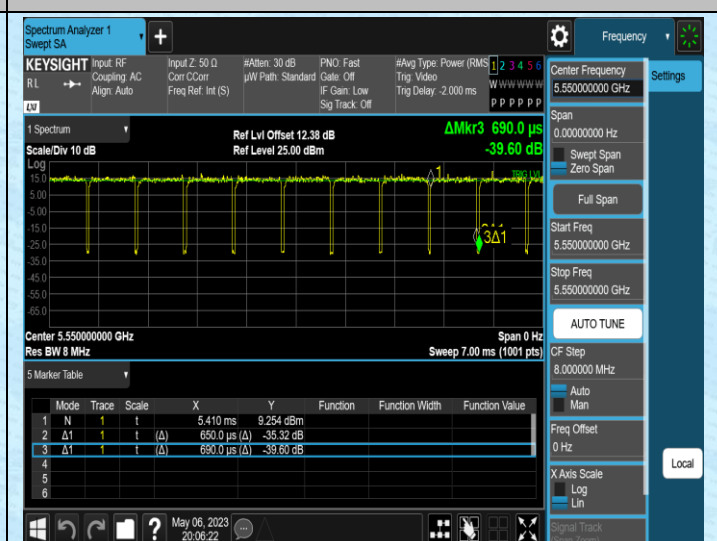 Spectrum Analyzer 1
Swept SA
Frequency
KEYSIGHT
RL
Input: RF
Coupling: AC
Align: Auto
Input Z: 50 Ω
Corr CCorr
Freq Ref: Int (S)
#Atten: 30 dB
µW Path: Standard
PNO: Fast
Gate: Off
IF Gain: Low
Sig Track: Off
#Avg Type: Power (RMS
Trig: Video
Trig Delay: -2.000 ms
1 2 3 4 5 6
W W W W W W
P P P P P P
LXI
1 Spectrum
Scale/Div 10 dB
Ref Lvl Offset 12.38 dB
Ref Level 25.00 dBm
ΔMkr3 690.0 µs
-39.60 dB
Log
15.0
5.00
-5.00
-15.0
-25.0
-35.0
-45.0
-55.0
-65.0
1
TRIG LVL
3Δ1
Center 5.550000000 GHz
Span 0 Hz
Res BW 8 MHz
Sweep 7.00 ms (1001 pts)
5 Marker Table
Mode Trace Scale X Y Function Function Width Function Value
1 N 1 t 5.410 ms 9.254 dBm
2 Δ1 1 t (Δ) 650.0 µs (Δ) -35.32 dB
3 Δ1 1 t (Δ) 690.0 µs (Δ) -39.60 dB
4
5
6
?
May 06, 2023
20:06:22
Center Frequency
5.550000000 GHz
Settings
Span
0.00000000 Hz
Swept Span
Zero Span
Full Span
Start Freq
5.550000000 GHz
Stop Freq
5.550000000 GHz
AUTO TUNE
CF Step
8.000000 MHz
Auto
Man
Freq Offset
0 Hz
X Axis Scale
Log
Lin
Local
Signal Track
(Span Zoom)